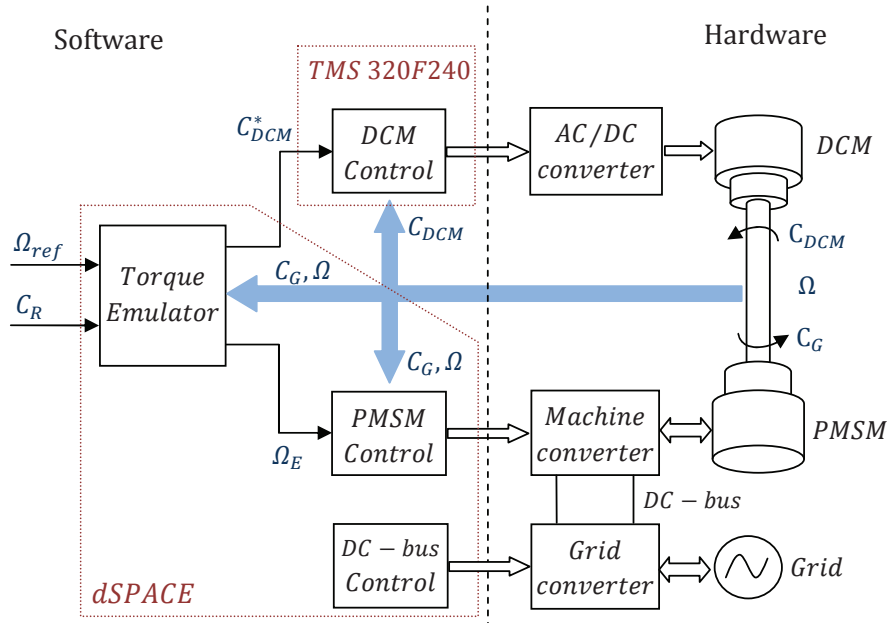 Software
Hardware
TMS 320F240
C*DCM
DCM
Control
AC/DC
converter
DCM
CDCM
CDCM
Ωref
Torque
Emulator
CG, Ω
Ω
CR
CG
CG, Ω
PMSM
Control
Machine
converter
PMSM
ΩE
DC − bus
DC − bus
Control
Grid
converter
Grid
dSPACE